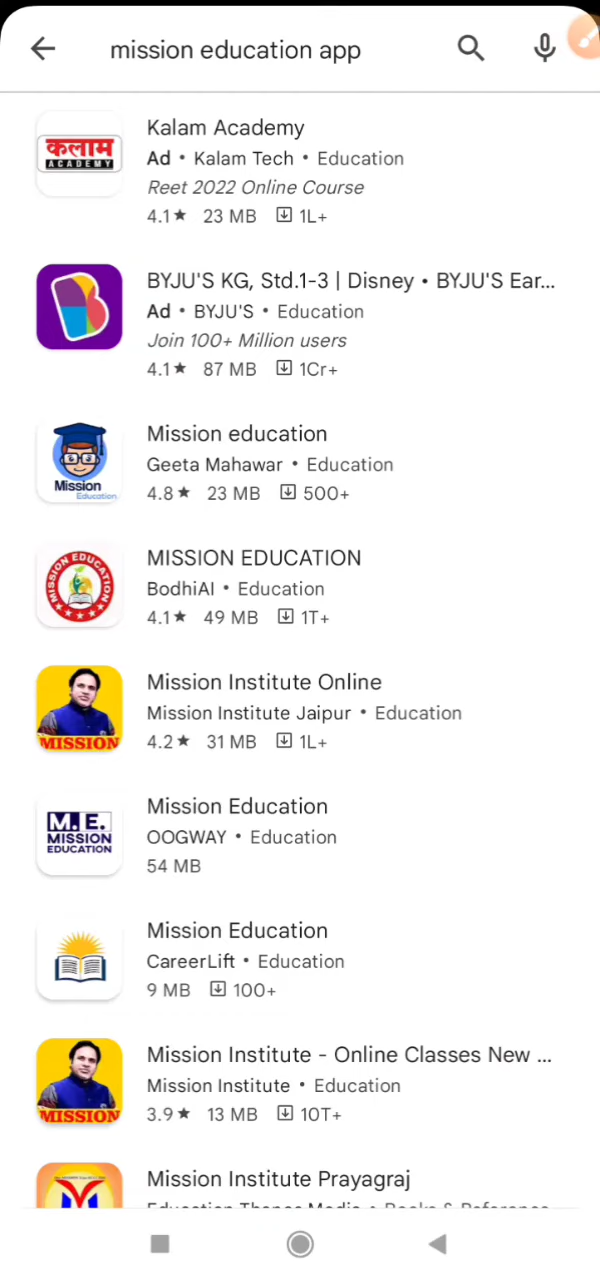 mission education app
कलाम
ACADEMY
Kalam Academy
Ad • Kalam Tech • Education
Reet 2022 Online Course
4.1★ 23 MB 1L+
BYJU'S KG, Std.1-3 | Disney • BYJU'S Ear...
Ad • BYJU'S • Education
Join 100+ Million users
4.1★ 87 MB 1Cr+
Mission
Education
Mission education
Geeta Mahawar • Education
4.8★ 23 MB 500+
MISSION EDUCATION
MISSION EDUCATION
BodhiAI • Education
4.1★ 49 MB 1T+
MISSION
Mission Institute Online
Mission Institute Jaipur • Education
4.2★ 31 MB 1L+
M.E.
MISSION
EDUCATION
Mission Education
OOGWAY • Education
54 MB
Mission Education
CareerLift • Education
9 MB 100+
MISSION
Mission Institute - Online Classes New ...
Mission Institute • Education
3.9★ 13 MB 10T+
Mission Institute Prayagraj